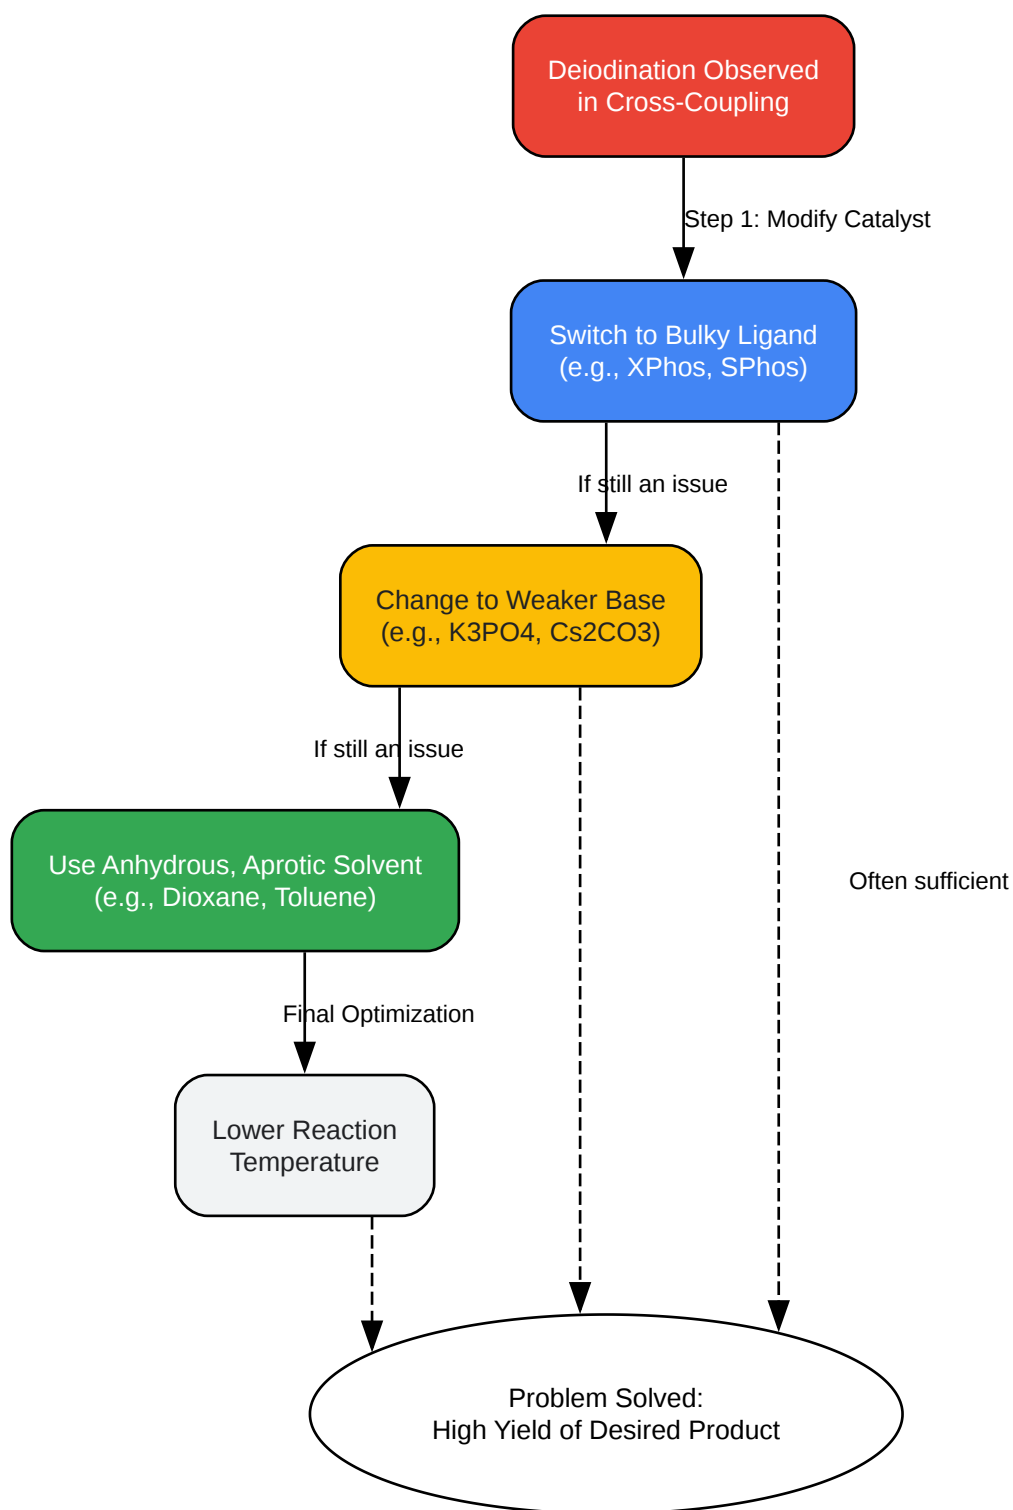 Deiodination Observed
in Cross-Coupling
Step 1: Modify Catalyst
Switch to Bulky Ligand
(e.g., XPhos, SPhos)
If still an issue
Change to Weaker Base
(e.g., K3PO4, Cs2CO3)
If still an issue
Use Anhydrous, Aprotic Solvent
(e.g., Dioxane, Toluene)
Often sufficient
Final Optimization
Lower Reaction
Temperature
Problem Solved:
High Yield of Desired Product